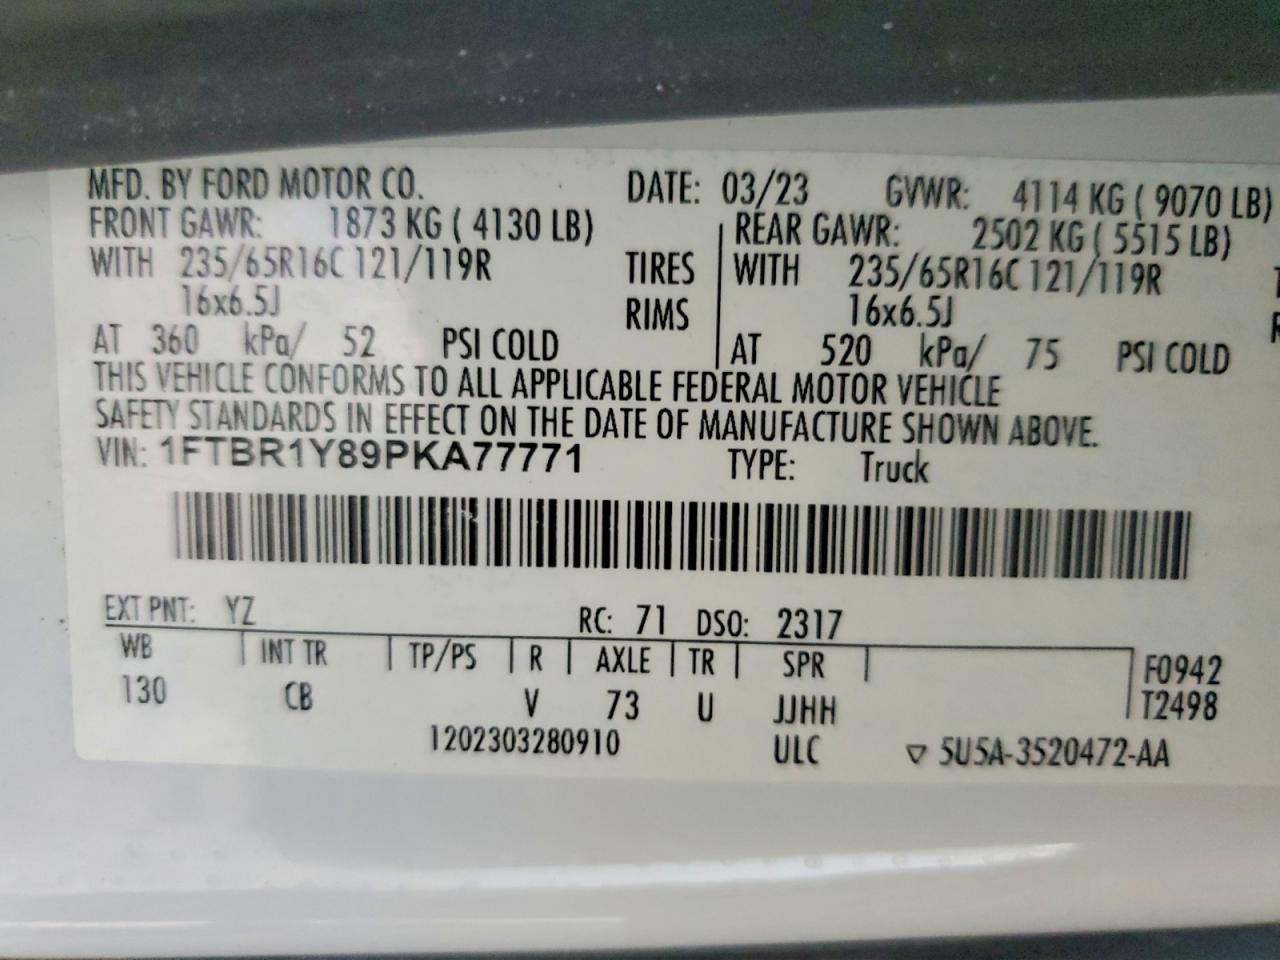 MFD. BY FORD MOTOR CO. DATE: 03/23 GVWR: 4114 KG ( 9070 LB)
FRONT GAWR: 1873 KG ( 4130 LB) REAR GAWR: 2502 KG ( 5515 LB)
WITH 235/65R16C 121/119R TIRES WITH 235/65R16C 121/119R
16x6.5J RIMS 16x6.5J
AT 360 kPa/ 52 PSI COLD AT 520 kPa/ 75 PSI COLD
THIS VEHICLE CONFORMS TO ALL APPLICABLE FEDERAL MOTOR VEHICLE
SAFETY STANDARDS IN EFFECT ON THE DATE OF MANUFACTURE SHOWN ABOVE.
VIN: 1FTBR1Y89PKA77771 TYPE: Truck
EXT PNT: YZ RC: 71 DSO: 2317
WB INT TR TP/PS R AXLE TR SPR F0942
130 CB V 73 U JJHH T2498
1202303280910 ULC ▽ 5U5A-3520472-AA